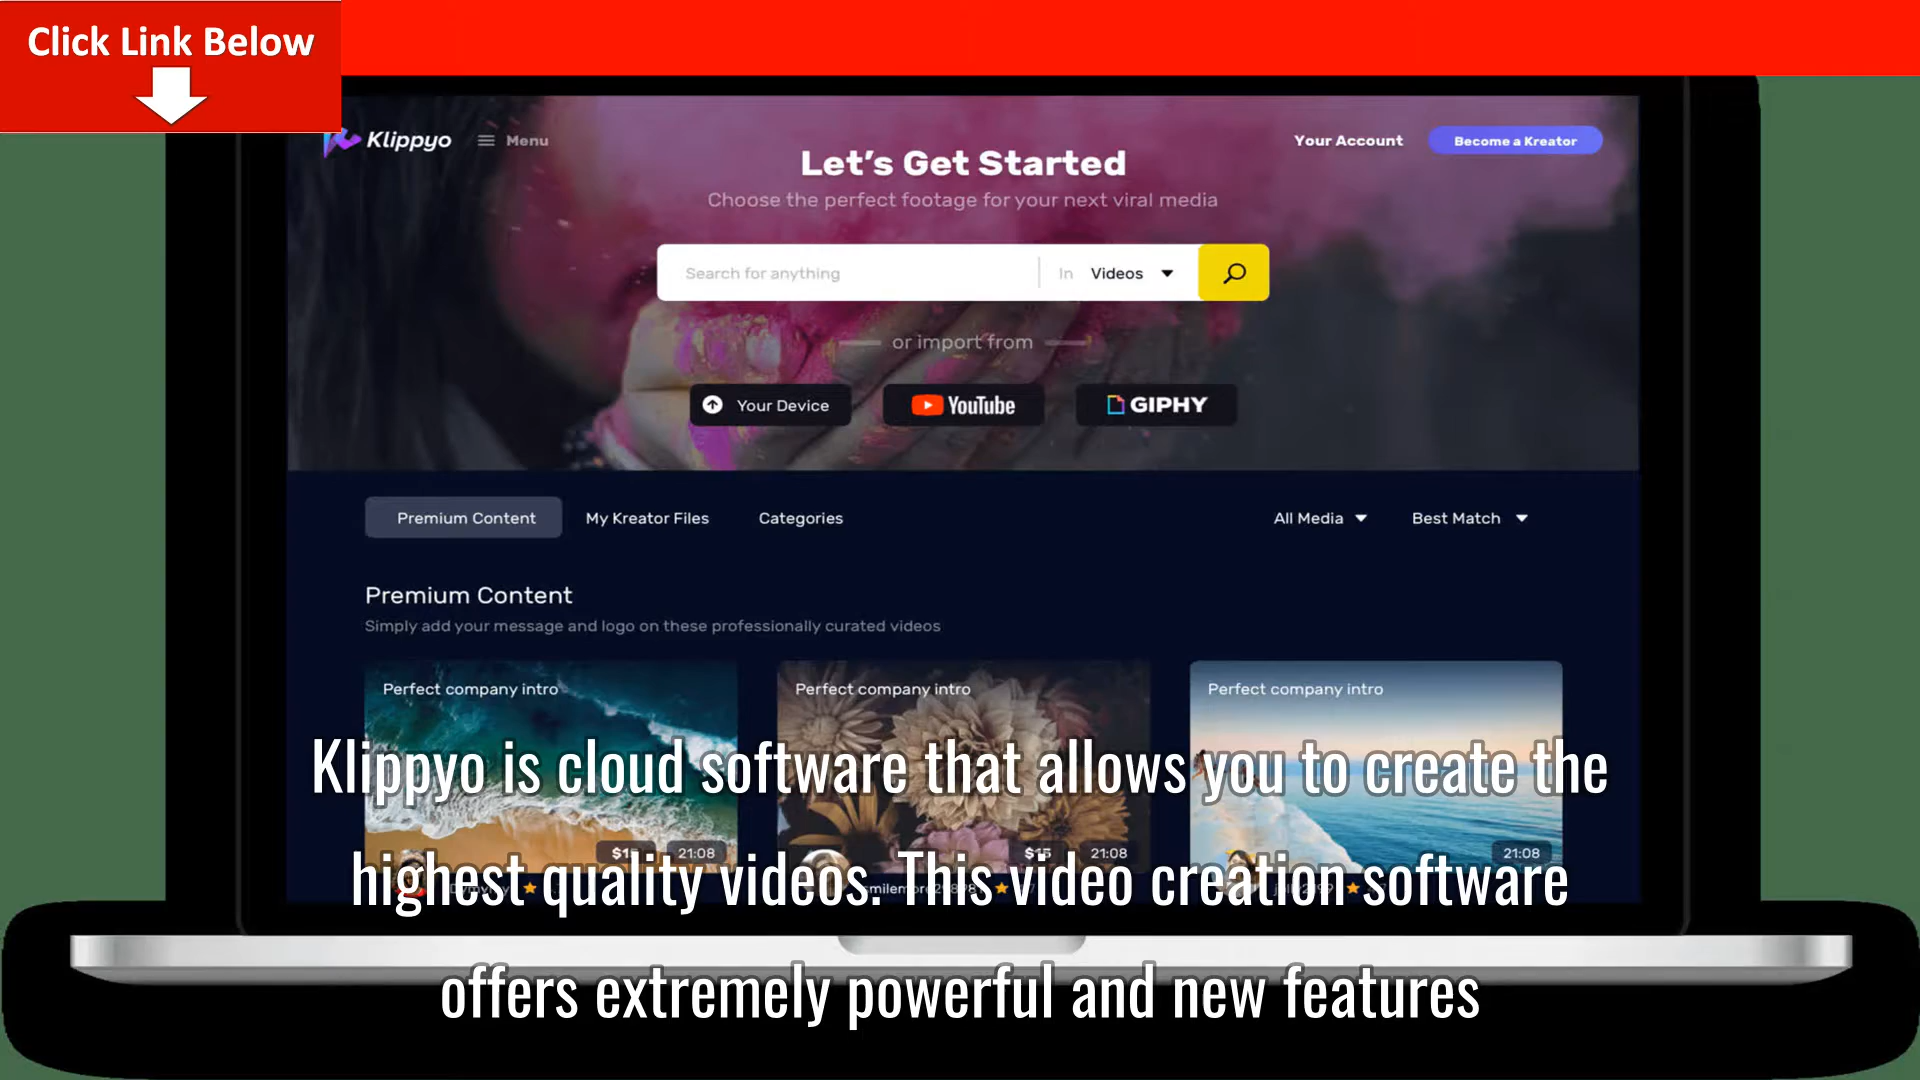 Click Link Below
Klippyo
Menu
Your Account
Become a Kreator
Let's Get Started
Choose the perfect footage for your next viral media
Search for anything
In Videos
or import from
Your Device
YouTube
GIPHY
Premium Content
My Kreator Files
Categories
All Media
Best Match
Premium Content
Simply add your message and logo on these professionally curated videos
Perfect company intro
Perfect company intro
Perfect company intro
Klippyo is cloud software that allows you to create the
$15
21:08
$15
21:08
21:08
highest quality videos. This video creation software
offers extremely powerful and new features